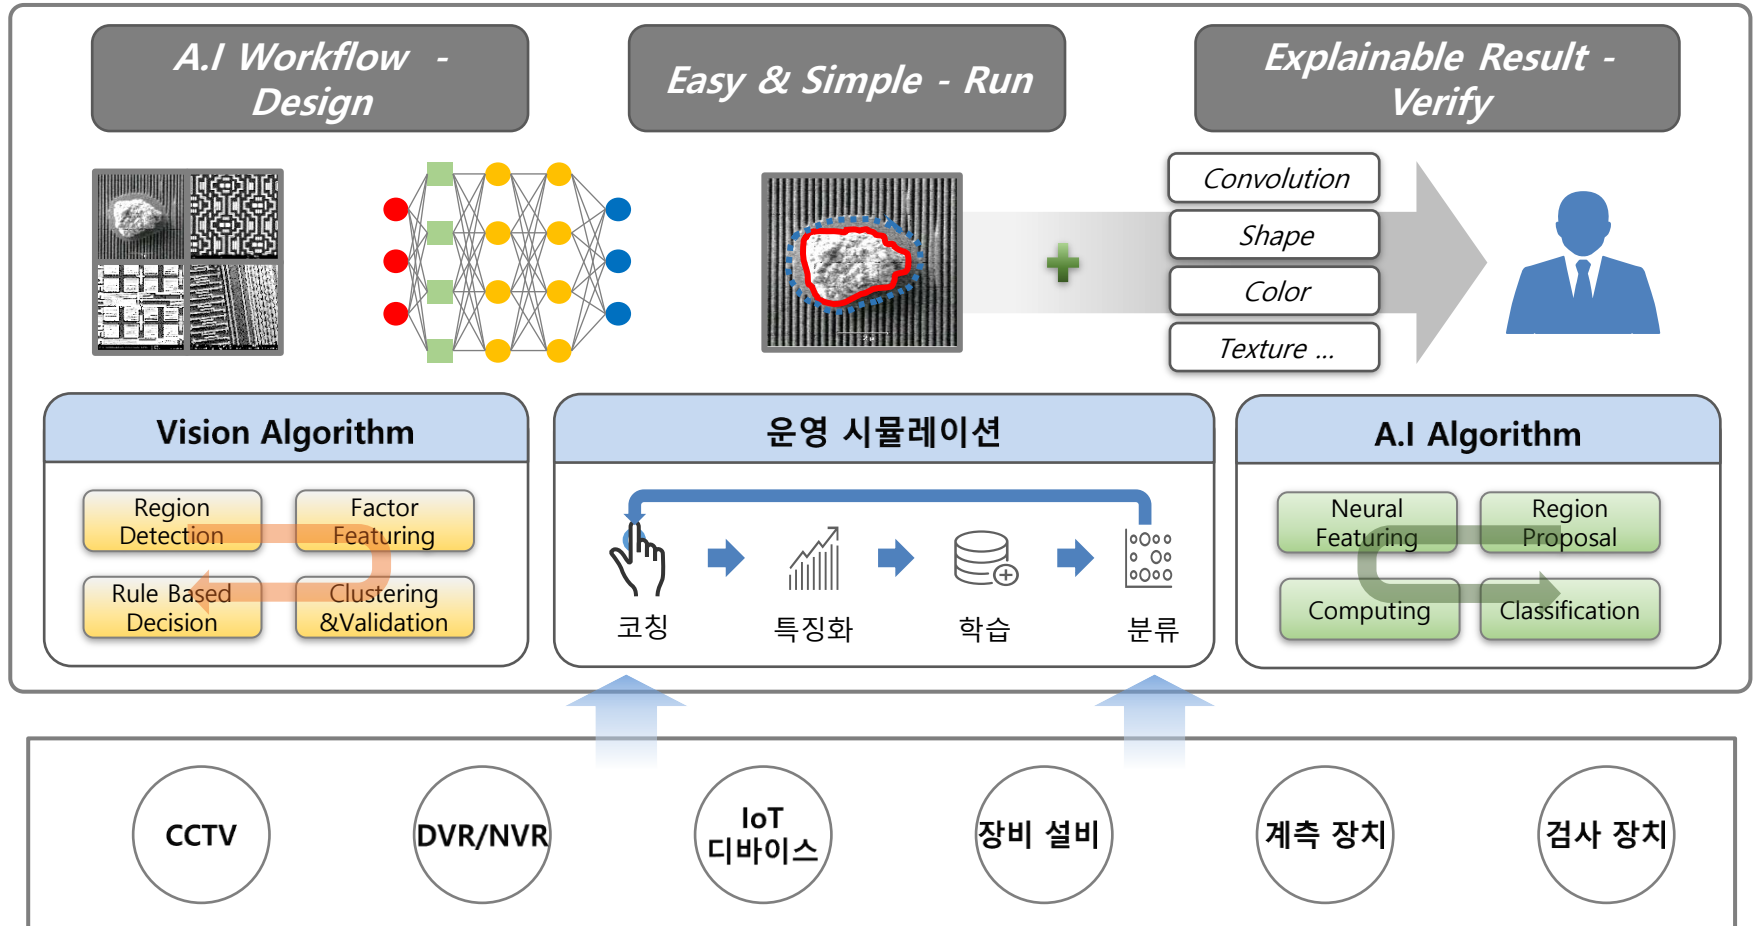 A.I Workflow -
Design
Easy & Simple - Run
Explainable Result -
Verify
Convolution
Shape
Color
Texture ...
Vision Algorithm
Region
Detection
Factor
Featuring
Rule Based
Decision
Clustering
&Validation
운영 시뮬레이션
코칭
특징화
학습
분류
A.I Algorithm
Neural
Featuring
Region
Proposal
Computing
Classification
CCTV
DVR/NVR
IoT
디바이스
장비 설비
계측 장치
검사 장치